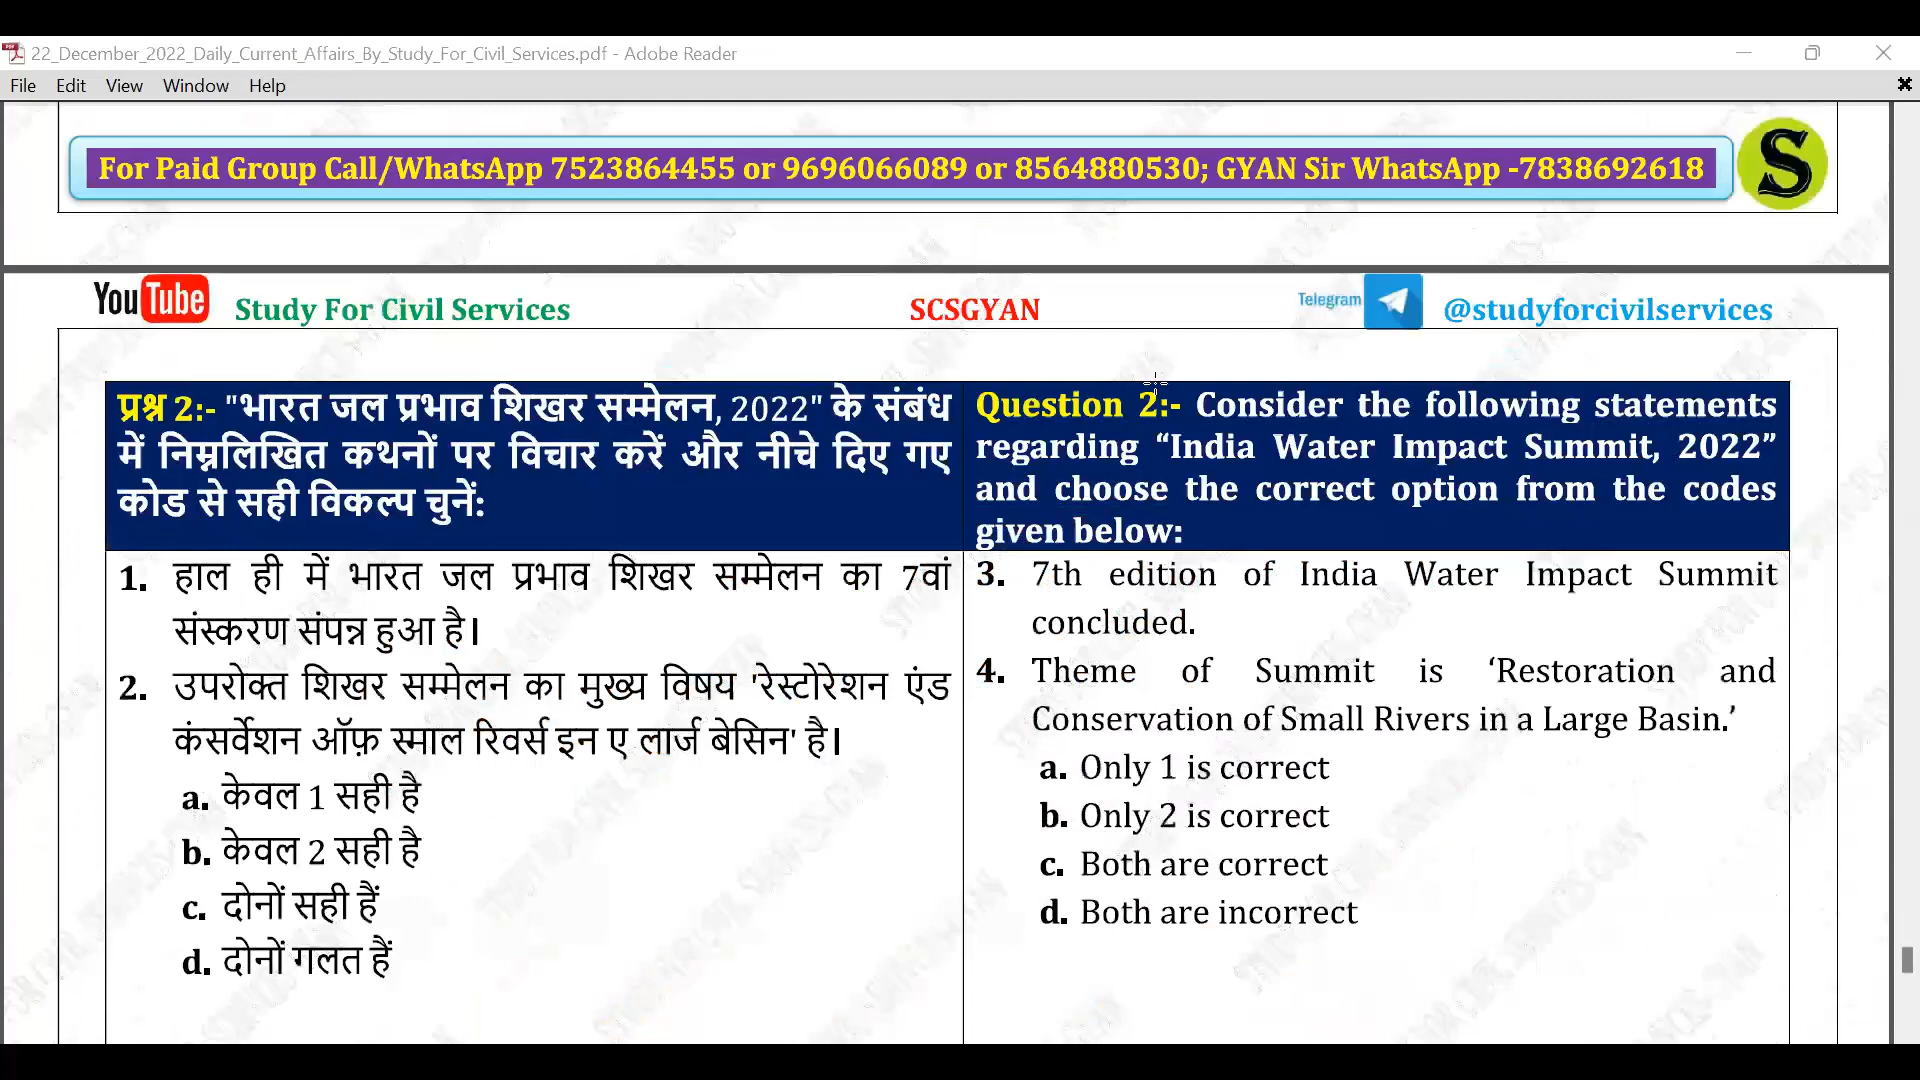 22_December_2022_Daily_Current_Affairs_By_Study_For_Civil_Services.pdf - Adobe Reader
File Edit View Window Help
For Paid Group Call/WhatsApp 7523864455 or 9696066089 or 8564880530; GYAN Sir WhatsApp -7838692618
S
YouTube Study For Civil Services SCSGYAN Telegram @studyforcivilservices
प्रश्न 2:- "भारत जल प्रभाव शिखर सम्मेलन, 2022" के संबंध
में निम्नलिखित कथनों पर विचार करें और नीचे दिए गए
कोड से सही विकल्प चुनें:
1. हाल ही में भारत जल प्रभाव शिखर सम्मेलन का 7वां
संस्करण संपन्न हुआ है।
2. उपरोक्त शिखर सम्मेलन का मुख्य विषय 'रेस्टोरेशन एंड
कंसर्वेशन ऑफ़ स्माल रिवर्स इन ए लार्ज बेसिन' है।
a. केवल 1 सही है
b. केवल 2 सही है
c. दोनों सही हैं
d. दोनों गलत हैं
Question 2:- Consider the following statements
regarding “India Water Impact Summit, 2022”
and choose the correct option from the codes
given below:
3. 7th edition of India Water Impact Summit
concluded.
4. Theme of Summit is ‘Restoration and
Conservation of Small Rivers in a Large Basin.’
a. Only 1 is correct
b. Only 2 is correct
c. Both are correct
d. Both are incorrect